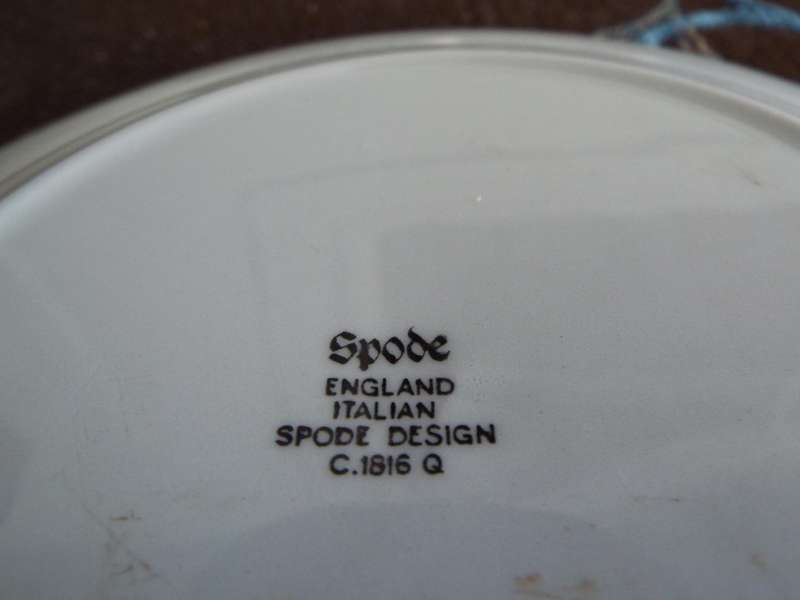 Spode
ENGLAND
ITALIAN
SPODE DESIGN
C.1816 Q